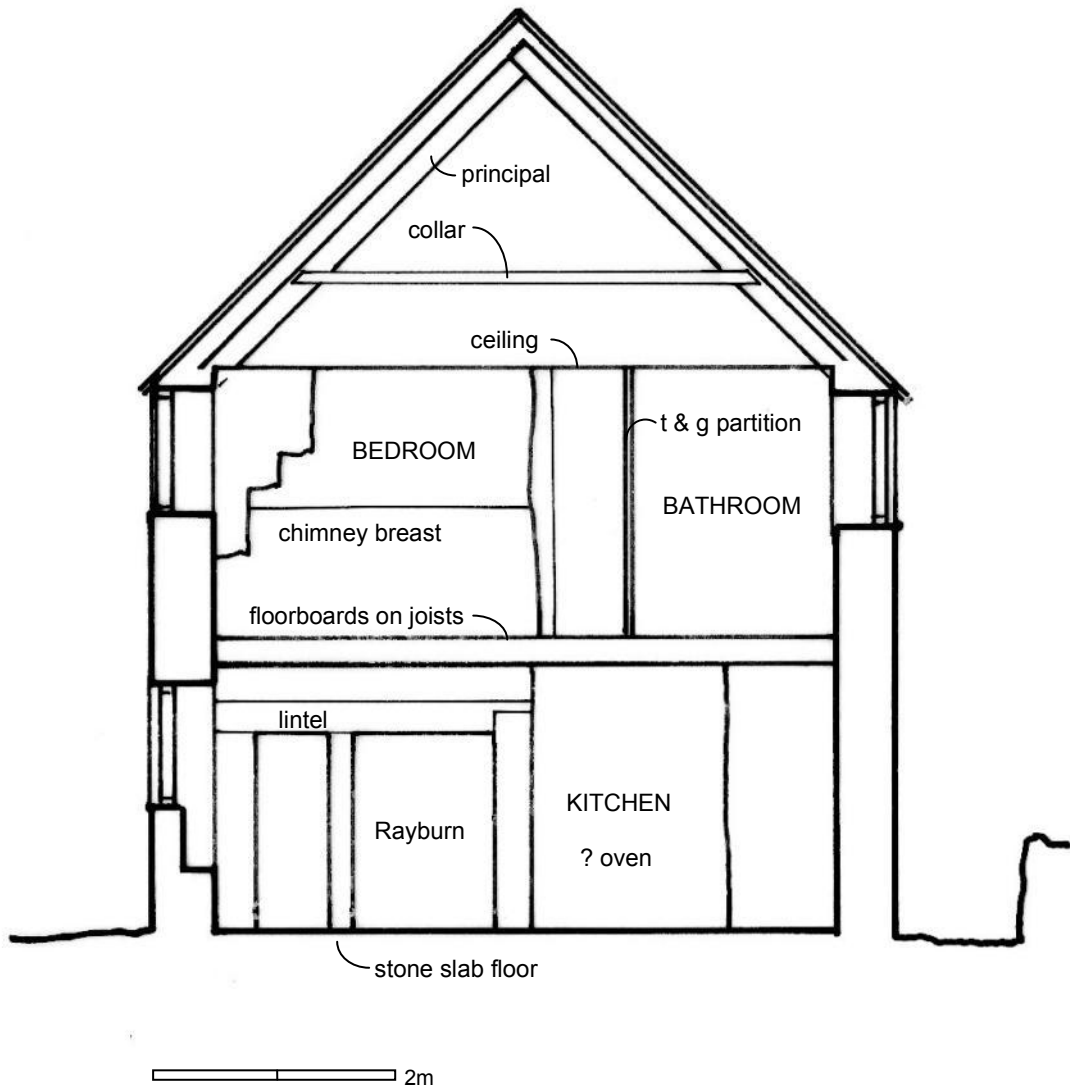 principal
collar
ceiling
t & g partition
BEDROOM
BATHROOM
chimney breast
floorboards on joists
lintel
KITCHEN
Rayburn
? oven
stone slab floor
2m